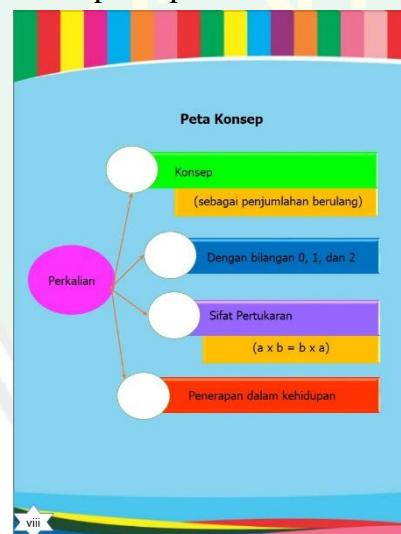 Peta Konsep
Konsep
(sebagai penjumlahan berulang)
Dengan bilangan 0, 1, dan 2
Perkalian
Sifat Pertukaran
(a x b = b x a)
Penerapan dalam kehidupan
viii